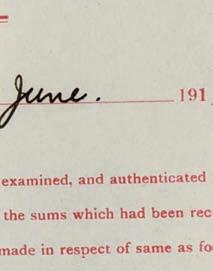 June. 191
examined, and authenticated
the sums which had been rec
made in respect of same as fo